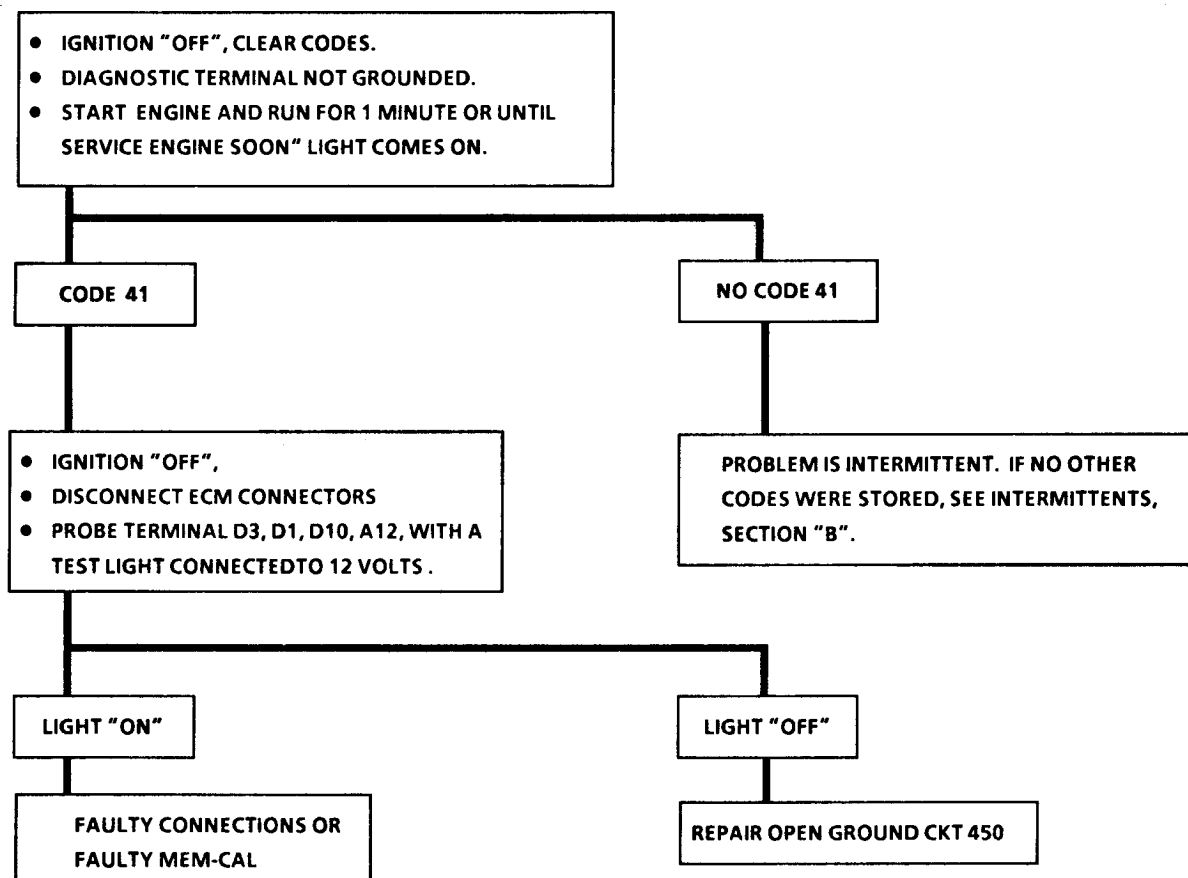 • IGNITION "OFF", CLEAR CODES.
• DIAGNOSTIC TERMINAL NOT GROUNDED.
• START ENGINE AND RUN FOR 1 MINUTE OR UNTIL
SERVICE ENGINE SOON" LIGHT COMES ON.
CODE 41
NO CODE 41
• IGNITION "OFF",
• DISCONNECT ECM CONNECTORS
• PROBE TERMINAL D3, D1, D10, A12, WITH A
TEST LIGHT CONNECTEDTO 12 VOLTS .
PROBLEM IS INTERMITTENT. IF NO OTHER
CODES WERE STORED, SEE INTERMITTENTS,
SECTION "B".
LIGHT "ON"
LIGHT "OFF"
FAULTY CONNECTIONS OR
FAULTY MEM-CAL
REPAIR OPEN GROUND CKT 450